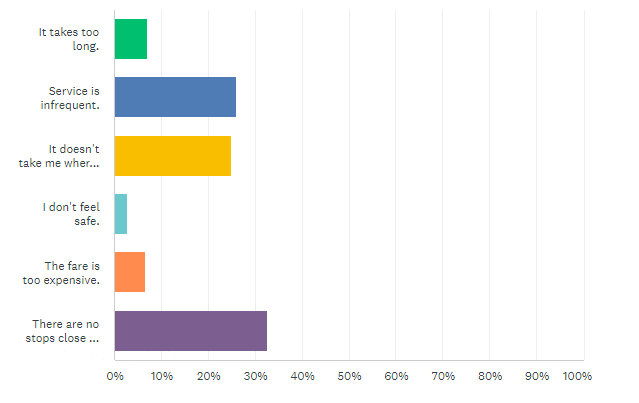 It takes too
long.
Service is
infrequent.
It doesn't
take me wher...
I don't feel
safe.
The fare is
too expensive.
There are no
stops close ...
0% 10% 20% 30% 40% 50% 60% 70% 80% 90% 100%